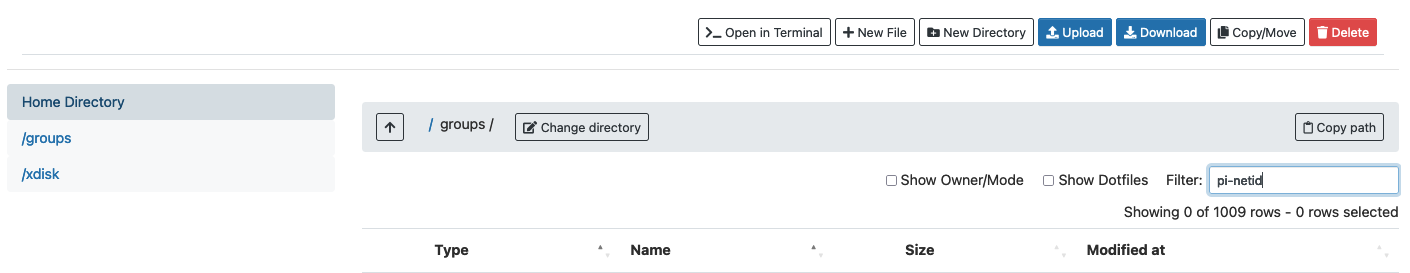 Open in Terminal New File New Directory Upload Download Copy/Move Delete
Home Directory
/groups
/xdisk
/ groups / Change directory Copy path
Show Owner/Mode Show Dotfiles Filter: pi-netid
Showing 0 of 1009 rows - 0 rows selected
Type Name Size Modified at